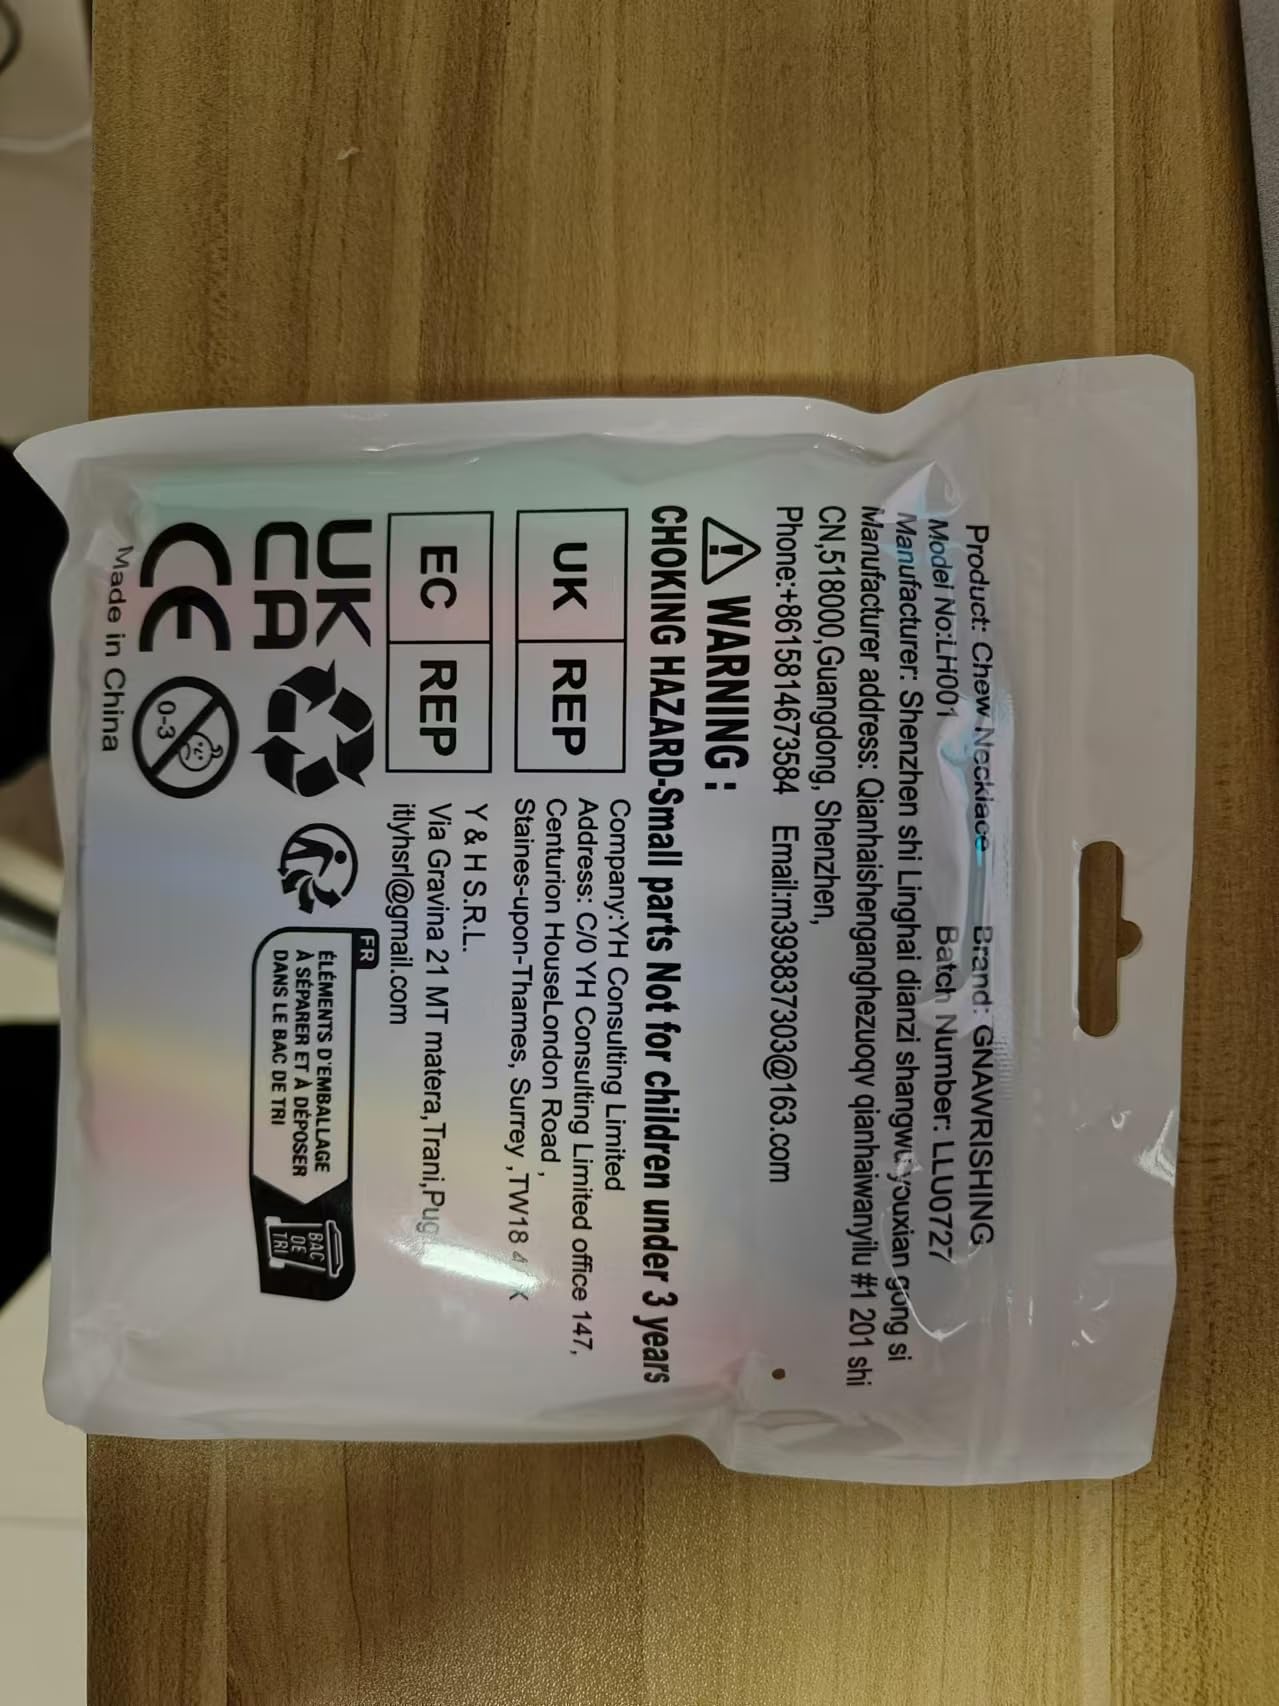 Product: Chew Necklace Brand: GNAWRISHING
Model No:LH001 Batch Number: LLU0727
Manufacturer: Shenzhen shi Linghai dianzi shangwu youxian gong si
Manufacturer address: Qianhaishenganghezuoqv qianhaiwanyilu #1 201 shi
CN,518000,Guangdong, Shenzhen,
Phone:+8615814673584 Email:m3938837303@163.com
WARNING :
CHOKING HAZARD-Small parts Not for children under 3 years
UK REP
Company:YH Consulting Limited
Address: C/0 YH Consulting Limited office 147,
Centurion HouseLondon Road ,
Staines-upon-Thames, Surrey ,TW18
EC REP
Y & H S.R.L.
Via Gravina 21 MT matera,Trani,
itlyhsrl@gmail.com
UK
CA
FR
ÉLÉMENTS D'EMBALLAGE
À SÉPARER ET À DÉPOSER
DANS LE BAC DE TRI
BAC
DE
TRI
CE
0-3
Made in China